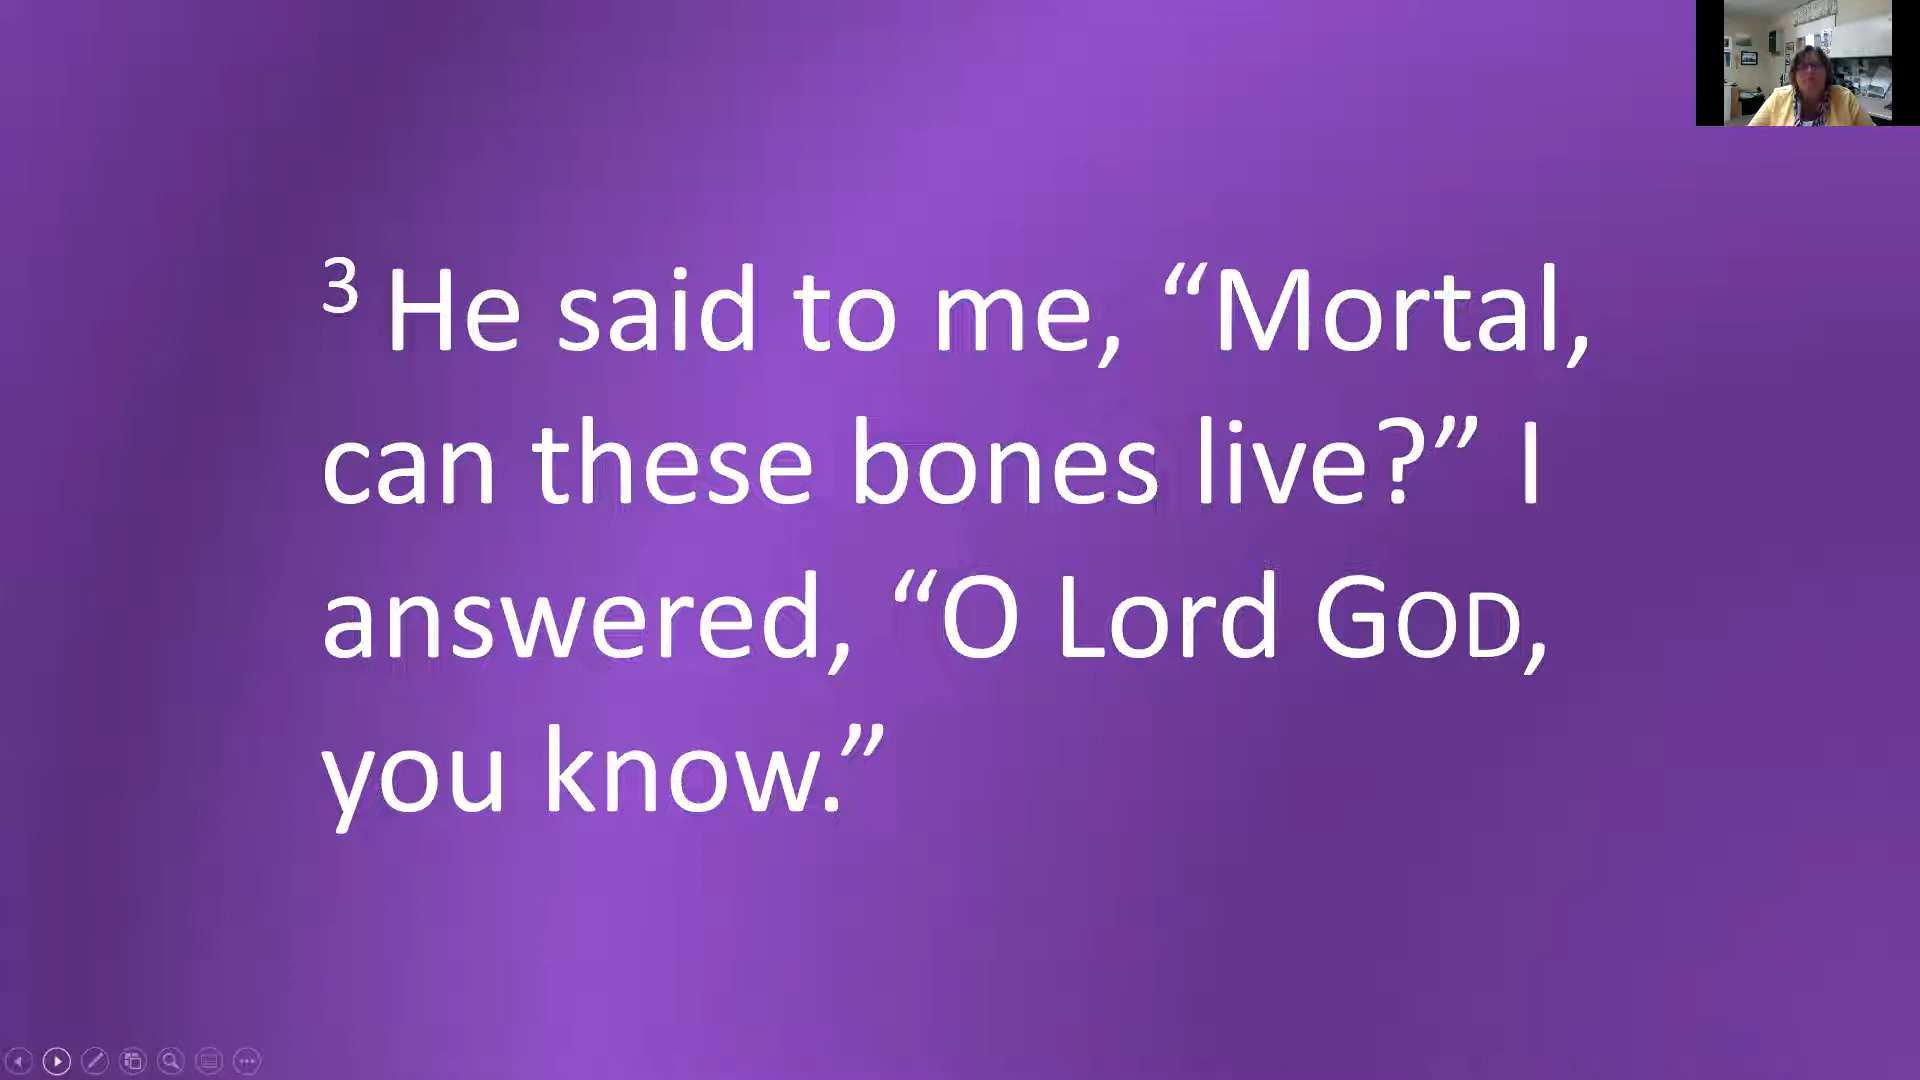 3 He said to me, “Mortal,
can these bones live?” I
answered, “O Lord GOD,
you know.”